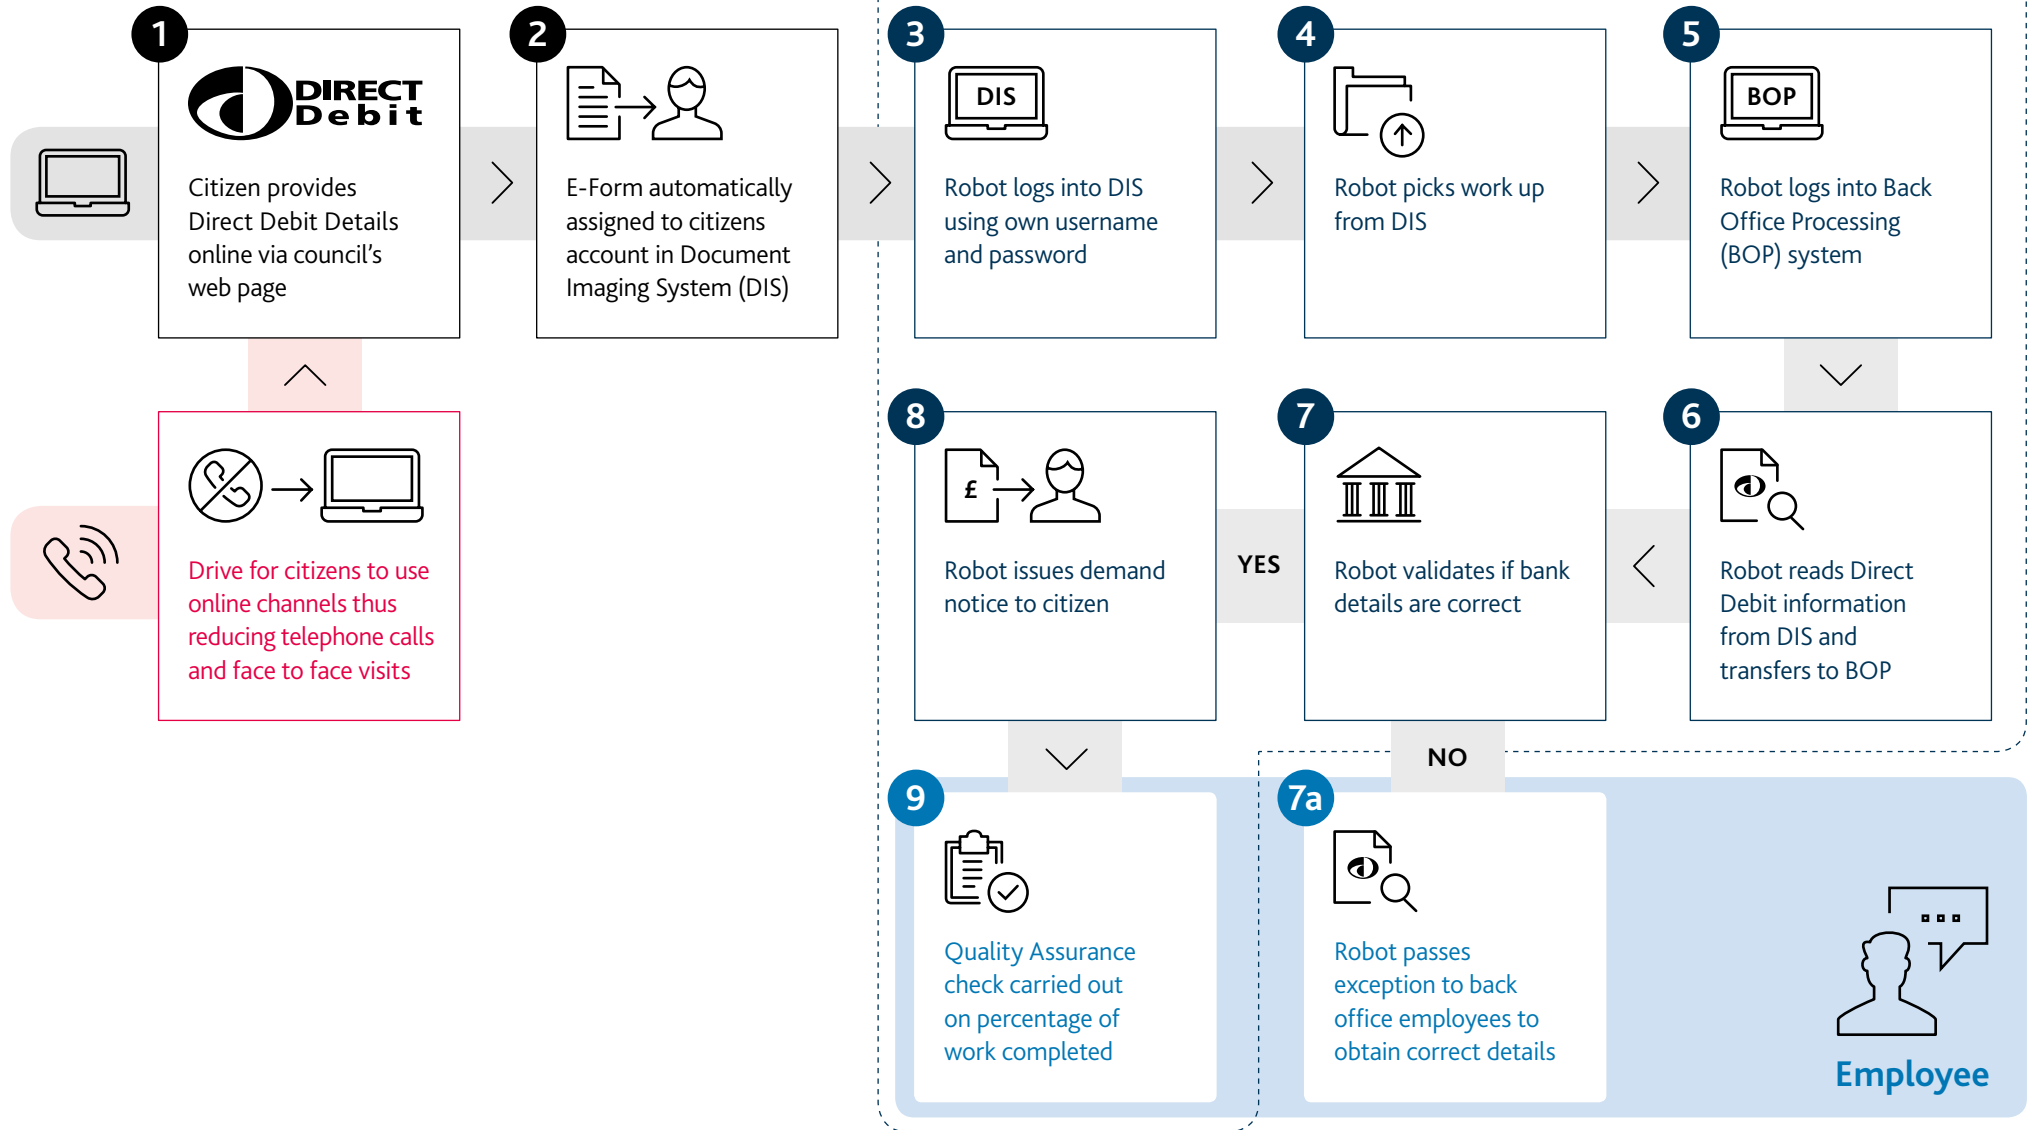 1
DIRECT
Debit
Citizen provides
Direct Debit Details
online via council's
web page
2
E-Form automatically
assigned to citizens
account in Document
Imaging System (DIS)
3
DIS
Robot logs into DIS
using own username
and password
4
Robot picks work up
from DIS
5
BOP
Robot logs into Back
Office Processing
(BOP) system
Drive for citizens to use
online channels thus
reducing telephone calls
and face to face visits
8
£
Robot issues demand
notice to citizen
YES
7
Robot validates if bank
details are correct
6
Robot reads Direct
Debit information
from DIS and
transfers to BOP
NO
9
Quality Assurance
check carried out
on percentage of
work completed
7a
Robot passes
exception to back
office employees to
obtain correct details
Employee